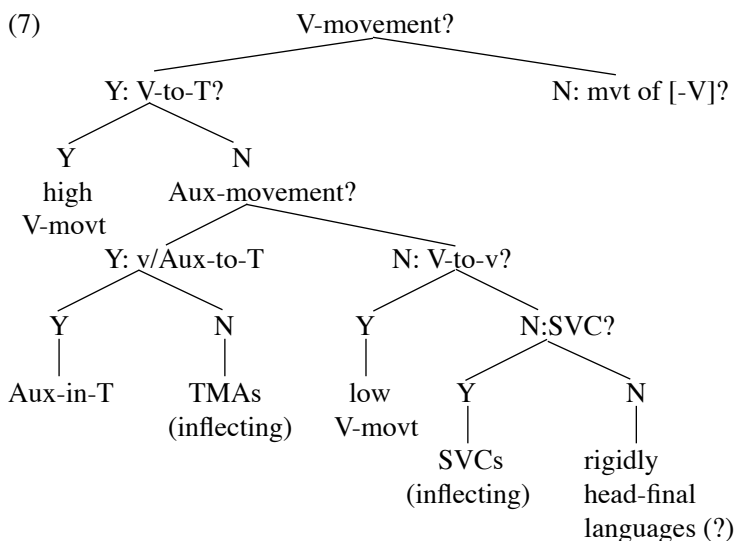 (7) V-movement?
Y: V-to-T? N: mvt of [-V]?
Y N
high Aux-movement?
V-movt
Y: v/Aux-to-T N: V-to-v?
Y N Y N:SVC?
Aux-in-T TMAs low Y N
(inflecting) V-movt
SVCs rigidly
(inflecting) head-final
languages (?)